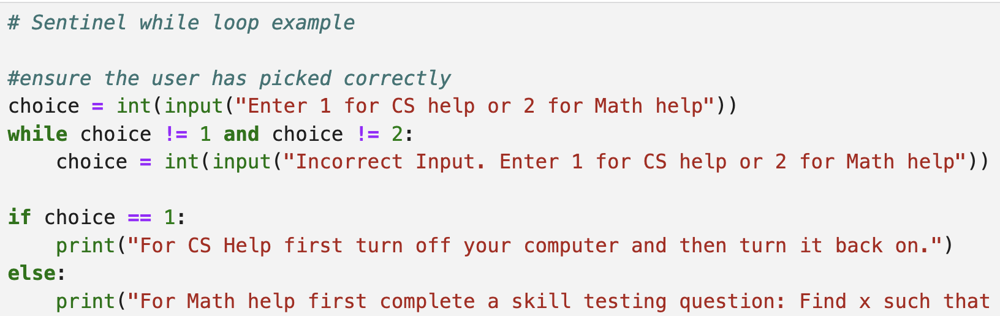 # Sentinel while loop example
#ensure the user has picked correctly
choice = int(input("Enter 1 for CS help or 2 for Math help"))
while choice != 1 and choice != 2:
    choice = int(input("Incorrect Input. Enter 1 for CS help or 2 for Math help"))
if choice == 1:
    print("For CS Help first turn off your computer and then turn it back on.")
else:
    print("For Math help first complete a skill testing question: Find x such that